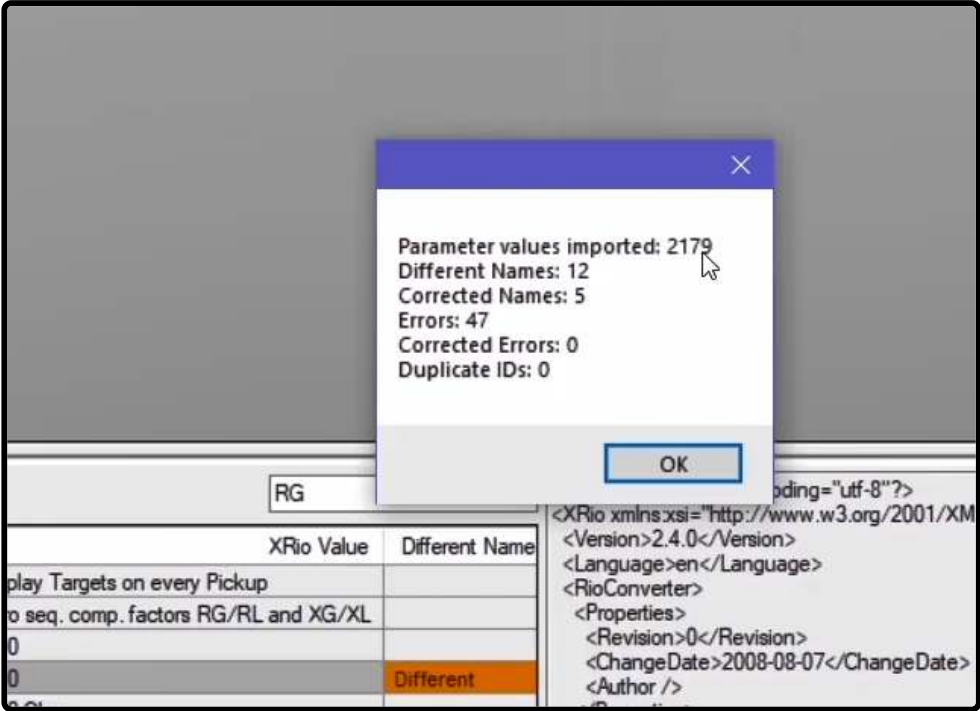 Parameter values imported: 2179
Different Names: 12
Corrected Names: 5
Errors: 47
Corrected Errors: 0
Duplicate IDs: 0
OK
RG
XRio Value Different Name
play Targets on every Pickup
ro seq. comp. factors RG/RL and XG/XL
0
0 Different
oding="utf-8"?>
<XRio xmlns:xsi="http://www.w3.org/2001/XM
<Version>2.4.0</Version>
<Language>en</Language>
<RioConverter>
<Properties>
<Revision>0</Revision>
<ChangeDate>2008-08-07</ChangeDate>
<Author />